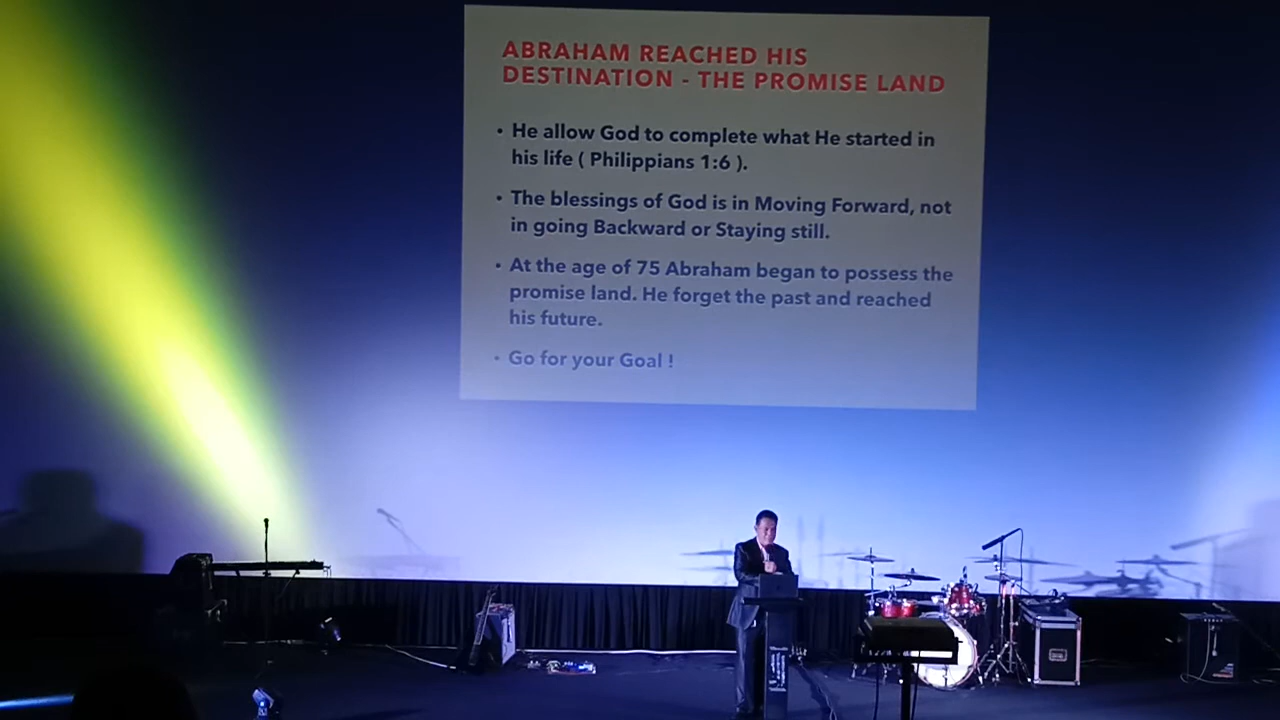 ABRAHAM REACHED HIS
DESTINATION - THE PROMISE LAND
• He allow God to complete what He started in
his life ( Philippians 1:6 ).
• The blessings of God is in Moving Forward, not
in going Backward or Staying still.
• At the age of 75 Abraham began to possess the
promise land. He forget the past and reached
his future.
• Go for your Goal !